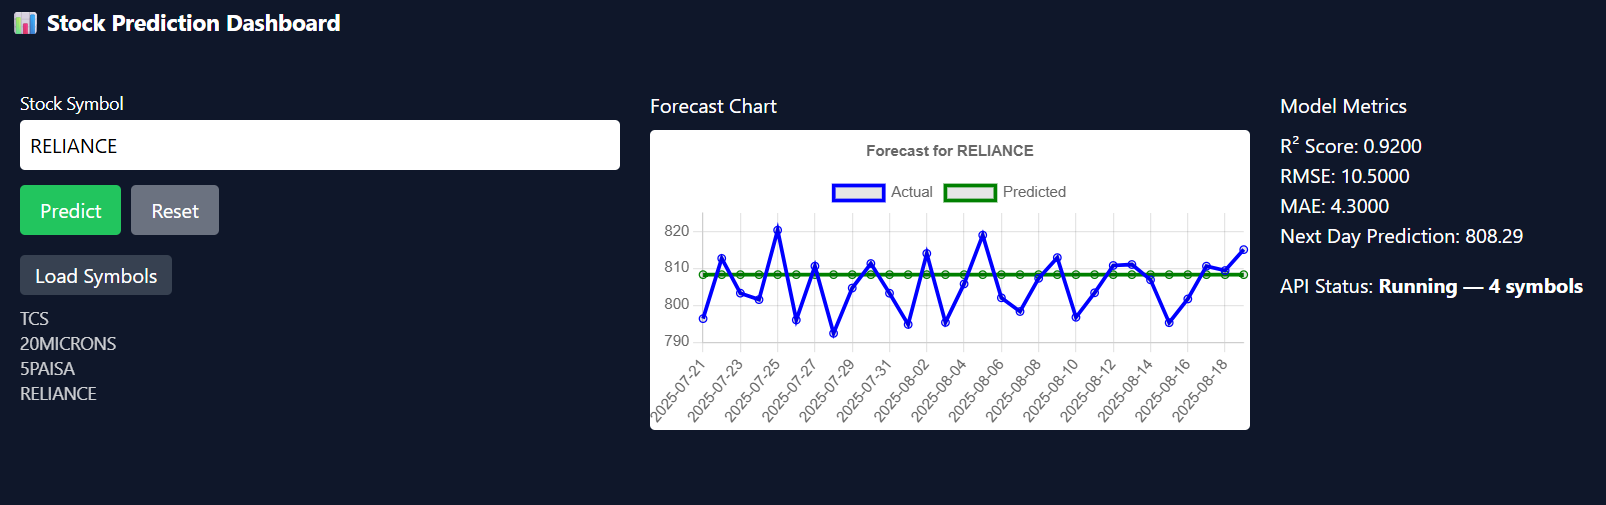 📊 Stock Prediction Dashboard
Stock Symbol
RELIANCE
Predict Reset
Load Symbols
TCS
20MICRONS
5PAISA
RELIANCE
Forecast Chart
Forecast for RELIANCE
Actual Predicted
820
810
800
790
2025-07-21 2025-07-23 2025-07-25 2025-07-27 2025-07-29 2025-07-31 2025-08-02 2025-08-04 2025-08-06 2025-08-08 2025-08-10 2025-08-12 2025-08-14 2025-08-16 2025-08-18
Model Metrics
R² Score: 0.9200
RMSE: 10.5000
MAE: 4.3000
Next Day Prediction: 808.29
API Status: Running — 4 symbols